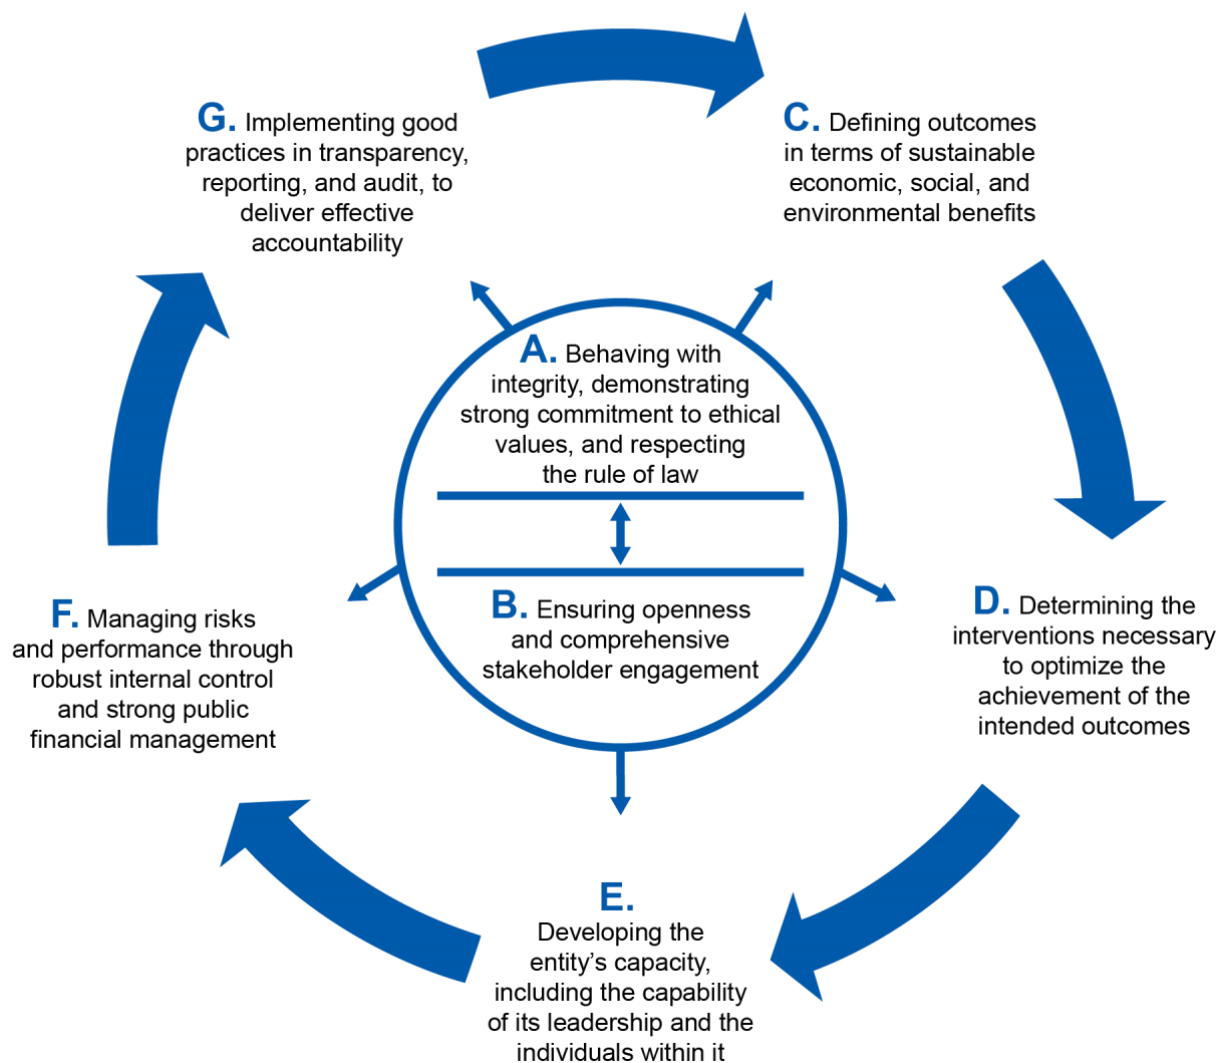 G. Implementing good
practices in transparency,
reporting, and audit, to
deliver effective
accountability
C. Defining outcomes
in terms of sustainable
economic, social, and
environmental benefits
A. Behaving with
integrity, demonstrating
strong commitment to ethical
values, and respecting
the rule of law
B. Ensuring openness
and comprehensive
stakeholder engagement
F. Managing risks
and performance through
robust internal control
and strong public
financial management
D. Determining the
interventions necessary
to optimize the
achievement of the
intended outcomes
E.
Developing the
entity’s capacity,
including the capability
of its leadership and the
individuals within it